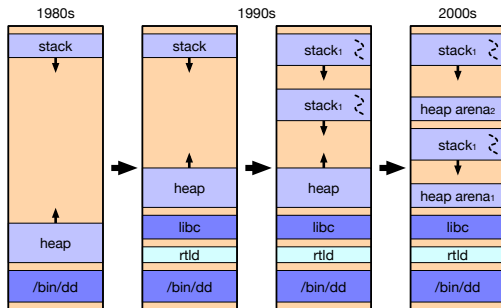 1980s
1990s
2000s
stack
heap
/bin/dd
stack
heap
libc
rtld
/bin/dd
stack₁
stack₁
heap
libc
rtld
/bin/dd
stack₁
heap arena₂
stack₁
heap arena₁
libc
rtld
/bin/dd